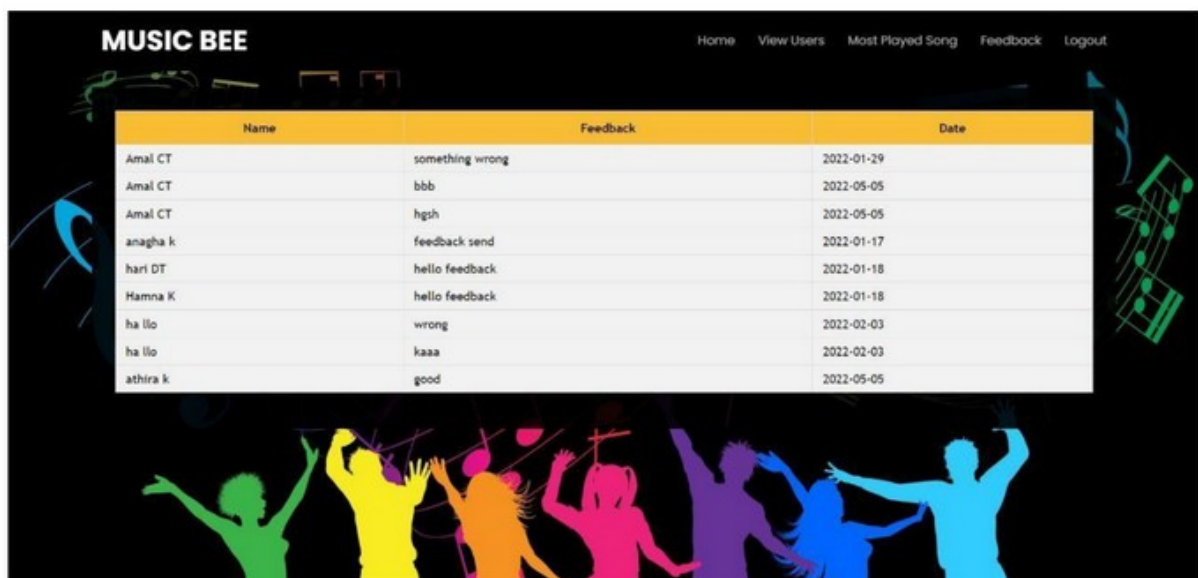 MUSIC BEE
Home View Users Most Played Song Feedback Logout
Name Feedback Date
Amal CT something wrong 2022-01-29
Amal CT bbb 2022-05-05
Amal CT hgsh 2022-05-05
anagha k feedback send 2022-01-17
hari DT hello feedback 2022-01-18
Hamna K hello feedback 2022-01-18
ha llo wrong 2022-02-03
ha llo kaaa 2022-02-03
athira k good 2022-05-05